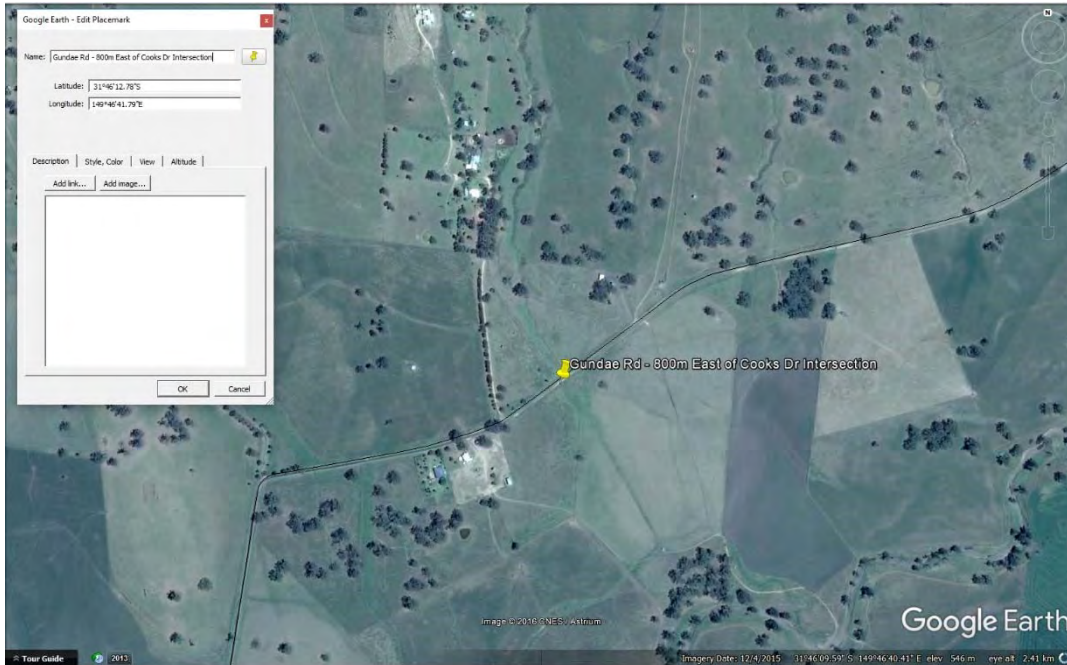 Google Earth - Edit Placemark
x
Name: Gundae Rd - 800m East of Cooks Dr Intersection
Latitude: 31°46'12.78"S
Longitude: 149°46'41.79"E
Description Style, Color View Altitude
Add link... Add image...
OK Cancel
N
Gundae Rd - 800m East of Cooks Dr Intersection
Image © 2016 CNES / Astrium
Google Earth
Tour Guide 2013 Imagery Date: 12/4/2015 31°46'09.59" S 149°46'40.41" E elev 546 m eye alt 2.41 km